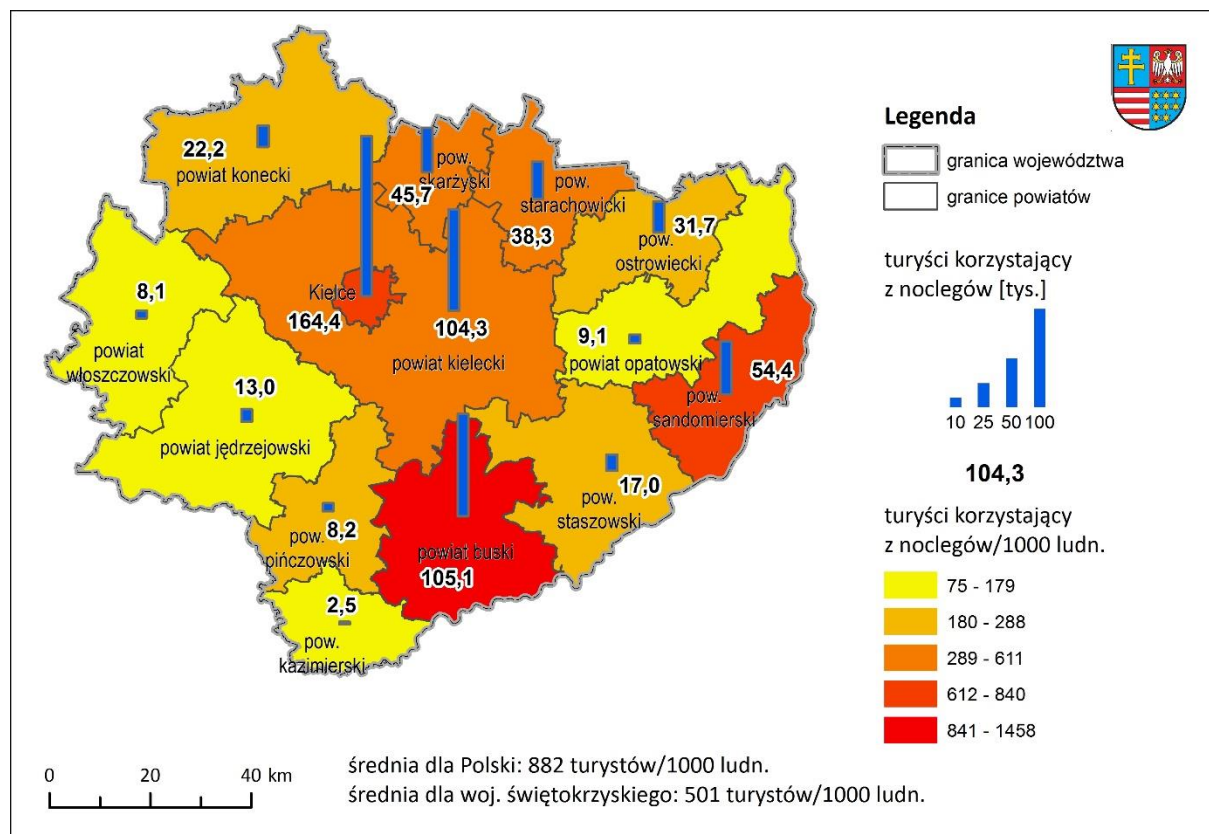 Legenda
granica województwa
granice powiatów
turyści korzystający
z noclegów [tys.]
10 25 50 100
104,3
turyści korzystający
z noclegów/1000 ludn.
75 - 179
180 - 288
289 - 611
612 - 840
841 - 1458
22,2
powiat konecki
pow.
skarżyski
45,7
pow.
starachowicki
38,3
31,7
pow.
ostrowiecki
8,1
powiat
włoszczowski
Kielce
164,4
104,3
powiat kielecki
9,1
powiat opatowski
54,4
pow.
sandomierski
13,0
powiat jędrzejowski
17,0
pow.
staszowski
8,2
pow.
pińczowski
powiat buski
105,1
2,5
pow.
kazimierski
0 20 40 km
średnia dla Polski: 882 turystów/1000 ludn.
średnia dla woj. świętokrzyskiego: 501 turystów/1000 ludn.